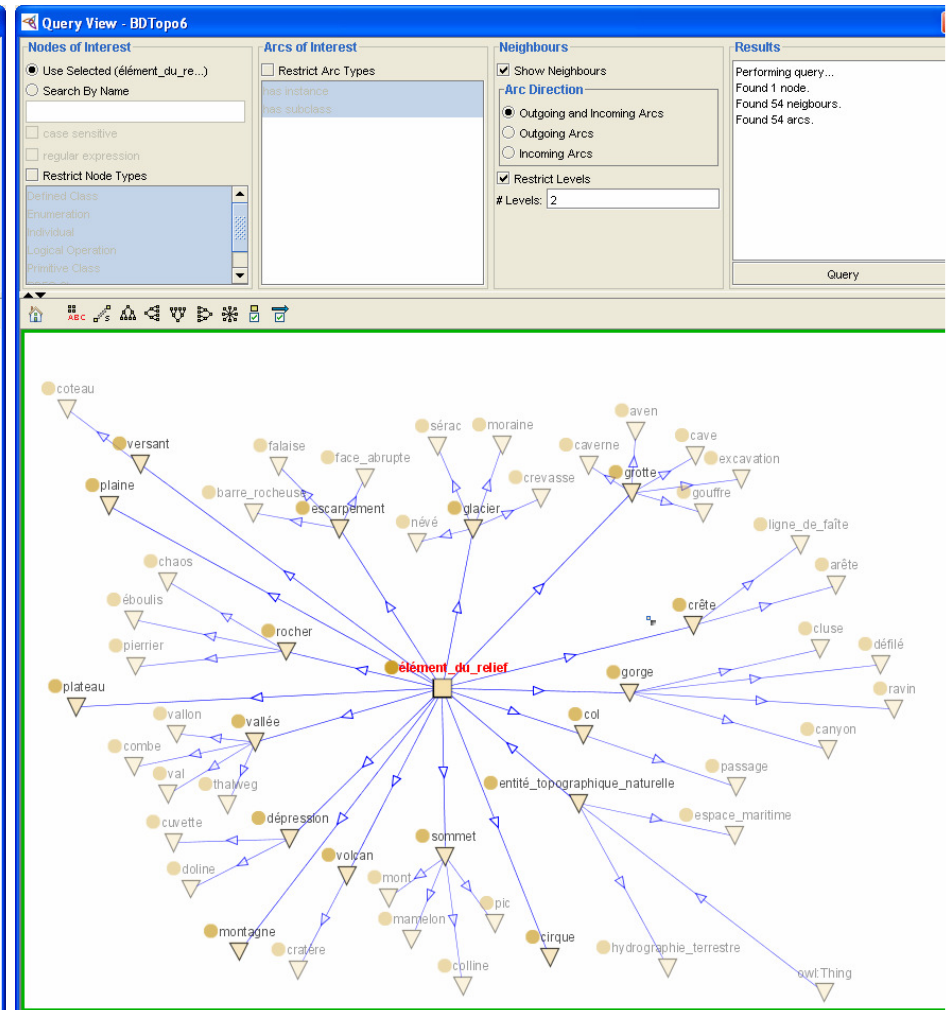 Query View - BDTopo6
Nodes of Interest
Use Selected (élément_du_re...)
Search By Name
case sensitive
regular expression
Restrict Node Types
Defined Class
Enumeration
Individual
Logical Operation
Primitive Class
Arcs of Interest
Restrict Arc Types
has instance
has subclass
Neighbours
Show Neighbours
Arc Direction
Outgoing and Incoming Arcs
Outgoing Arcs
Incoming Arcs
Restrict Levels
# Levels: 2
Results
Performing query...
Found 1 node.
Found 54 neigbours.
Found 54 arcs.
Query
ABC
S
coteau
versant
plaine
falaise
face_abrupte
barre_rocheuse
escarpement
sérac
moraine
crevasse
glacier
névé
aven
caverne
cave
grotte
excavation
gouffre
ligne_de_faîte
arête
crête
chaos
éboulis
rocher
pierrier
élément_du_relief
cluse
défilé
gorge
ravin
canyon
plateau
vallon
vallée
combe
val
thalweg
col
passage
entité_topographique_naturelle
espace_maritime
cuvette
dépression
doline
volcan
sommet
mont
mamelon
pic
colline
montagne
cratère
cirque
hydrographie_terrestre
owl:Thing